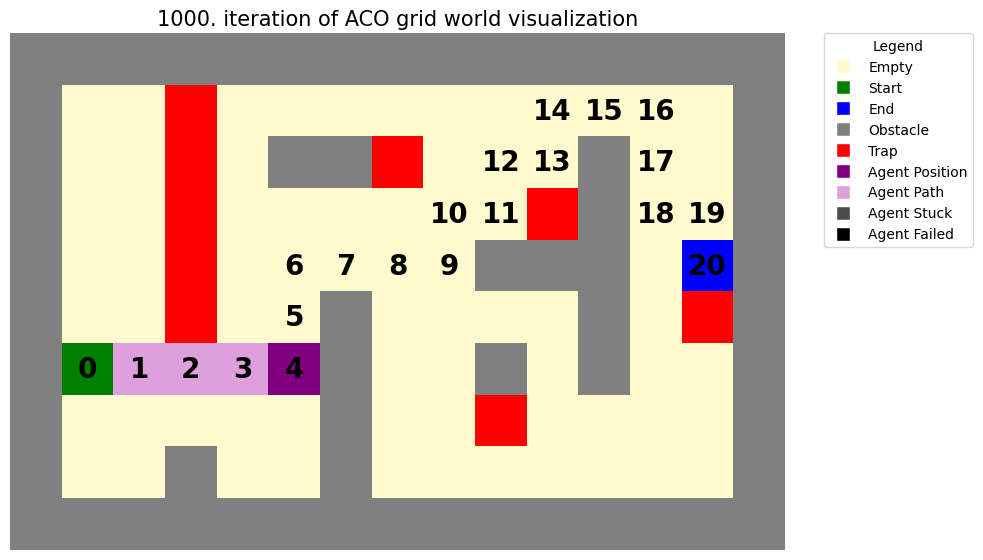 1000. iteration of ACO grid world visualization
Legend
Empty
Start
End
Obstacle
Trap
Agent Position
Agent Path
Agent Stuck
Agent Failed
14 15 16
12 13 17
10 11 18 19
6 7 8 9 20
5
0 1 2 3 4